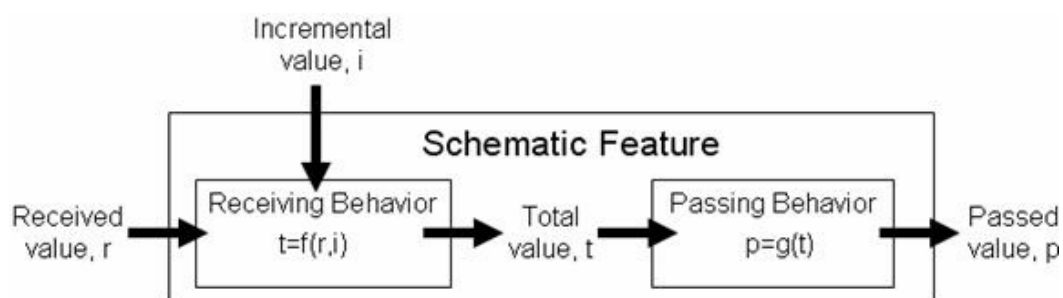 Incremental
value, i
Schematic Feature
Received
value, r
Receiving Behavior
t=f(r,i)
Total
value, t
Passing Behavior
p=g(t)
Passed
value, p